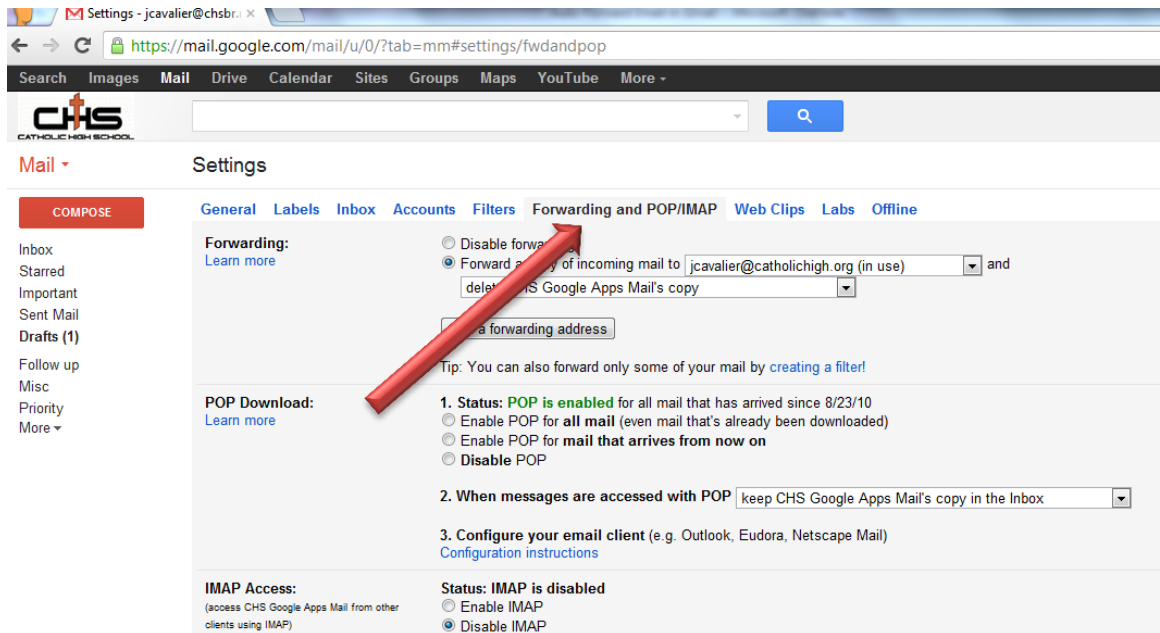 Settings - jcavalier@chsbr.
https://mail.google.com/mail/u/0/?tab=mm#settings/fwdandpop
Search Images Mail Drive Calendar Sites Groups Maps YouTube More
CHS
CATHOLIC HIGH SCHOOL
Mail
Settings
COMPOSE
General Labels Inbox Accounts Filters Forwarding and POP/IMAP Web Clips Labs Offline
Inbox
Starred
Important
Sent Mail
Drafts (1)
Follow up
Misc
Priority
More
Forwarding:
Learn more
Disable
Forward a of incoming mail to jcavalier@catholichigh.org (in use) and
CHS Google Apps Mail's copy
a forwarding address
Tip: You can also forward only some of your mail by creating a filter!
POP Download:
Learn more
1. Status: POP is enabled for all mail that has arrived since 8/23/10
Enable POP for all mail (even mail that's already been downloaded)
Enable POP for mail that arrives from now on
Disable POP
2. When messages are accessed with POP keep CHS Google Apps Mail's copy in the Inbox
3. Configure your email client (e.g. Outlook, Eudora, Netscape Mail)
Configuration instructions
IMAP Access:
(access CHS Google Apps Mail from other
clients using IMAP)
Status: IMAP is disabled
Enable IMAP
Disable IMAP